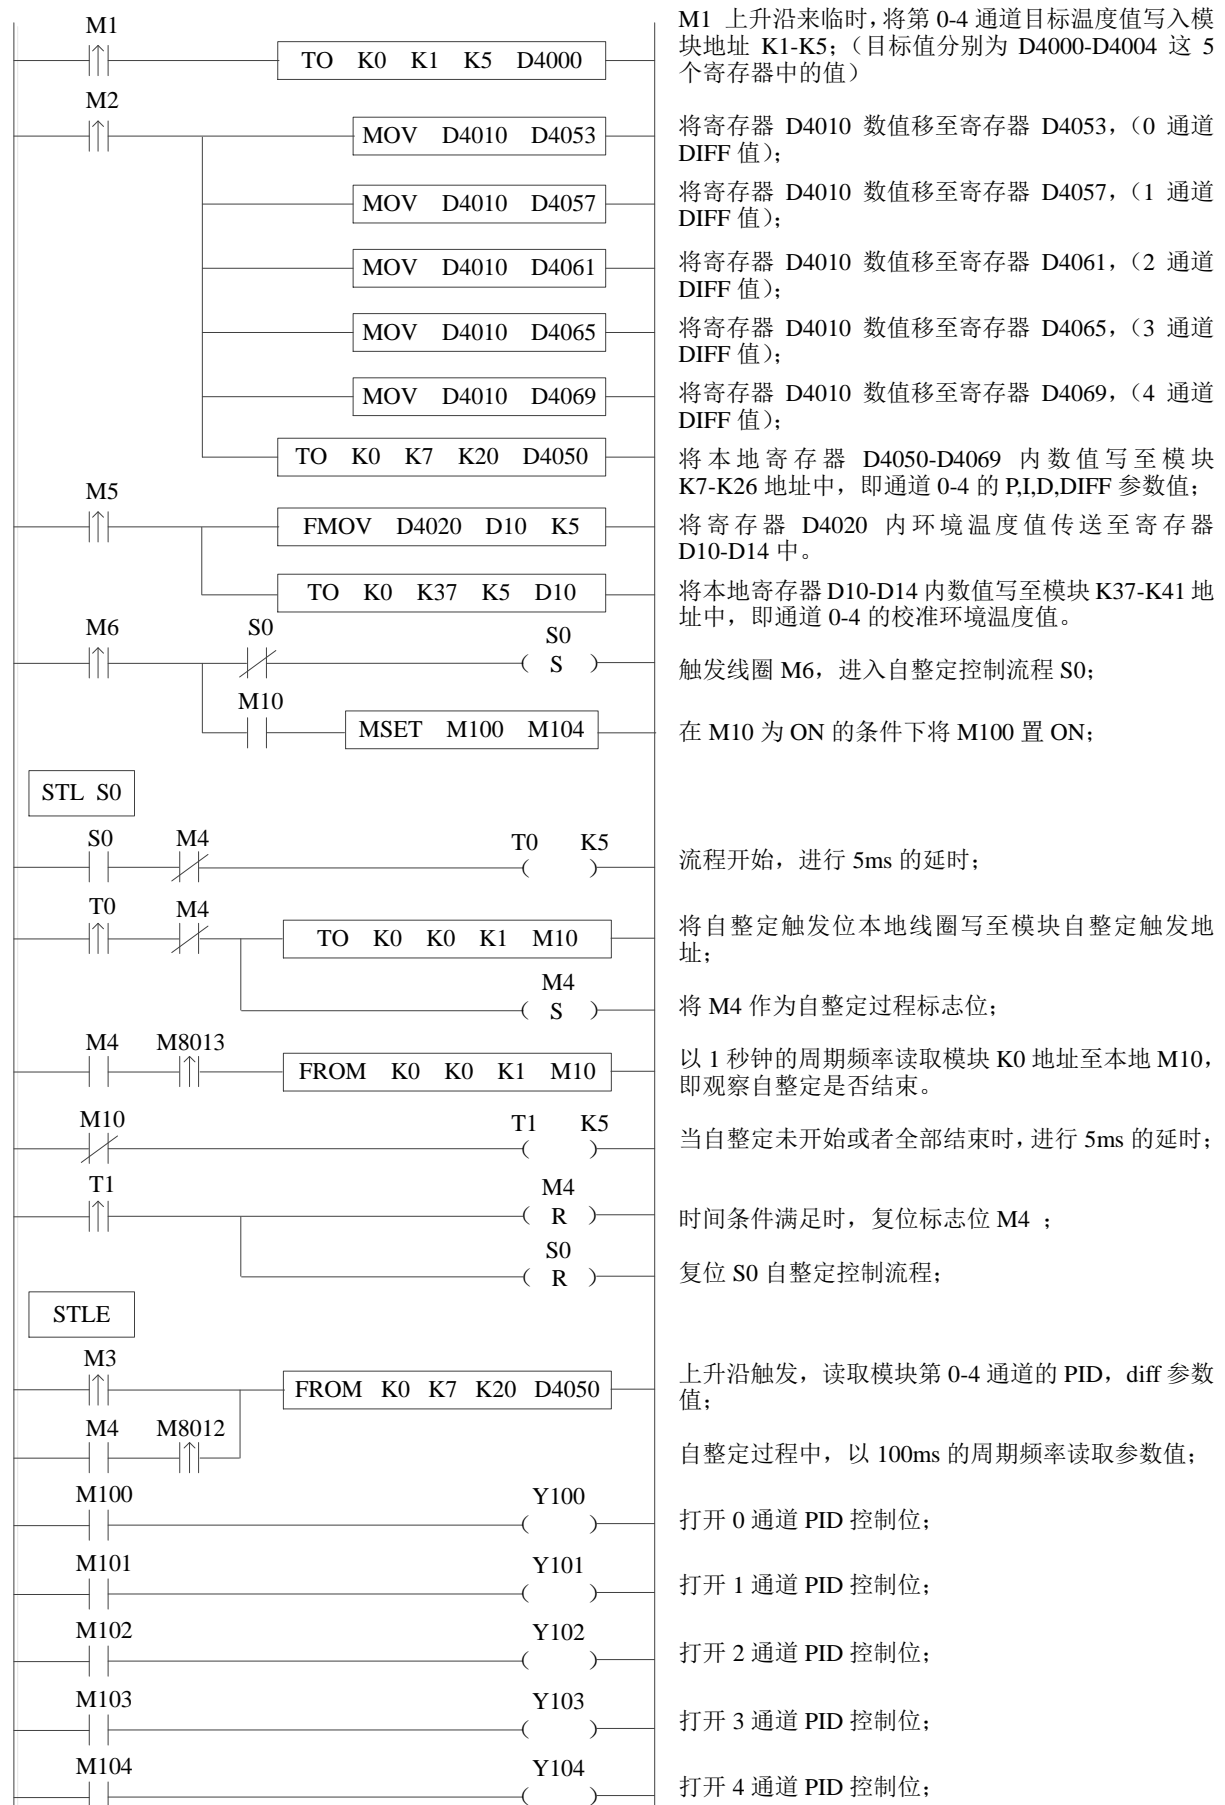 M1
TO K0 K1 K5 D4000
M1 上升沿来临时，将第 0-4 通道目标温度值写入模
块地址 K1-K5；（目标值分别为 D4000-D4004 这 5
个寄存器中的值）
M2
MOV D4010 D4053
将寄存器 D4010 数值移至寄存器 D4053，（0 通道
DIFF 值）；
MOV D4010 D4057
将寄存器 D4010 数值移至寄存器 D4057，（1 通道
DIFF 值）；
MOV D4010 D4061
将寄存器 D4010 数值移至寄存器 D4061，（2 通道
DIFF 值）；
MOV D4010 D4065
将寄存器 D4010 数值移至寄存器 D4065，（3 通道
DIFF 值）；
MOV D4010 D4069
将寄存器 D4010 数值移至寄存器 D4069，（4 通道
DIFF 值）；
TO K0 K7 K20 D4050
将本地寄存器 D4050-D4069 内数值写至模块
K7-K26 地址中，即通道 0-4 的 P,I,D,DIFF 参数值；
M5
FMOV D4020 D10 K5
将寄存器 D4020 内环境温度值传送至寄存器
D10-D14 中。
TO K0 K37 K5 D10
将本地寄存器 D10-D14 内数值写至模块 K37-K41 地
址中，即通道 0-4 的校准环境温度值。
M6 S0 S0
( S )
触发线圈 M6，进入自整定控制流程 S0；
M10
MSET M100 M104
在 M10 为 ON 的条件下将 M100 置 ON；
STL S0
S0 M4 T0 K5
( )
流程开始，进行 5ms 的延时；
T0 M4
TO K0 K0 K1 M10
将自整定触发位本地线圈写至模块自整定触发地
址；
M4
( S )
将 M4 作为自整定过程标志位；
M4 M8013
FROM K0 K0 K1 M10
以 1 秒钟的周期频率读取模块 K0 地址至本地 M10，
即观察自整定是否结束。
M10 T1 K5
( )
当自整定未开始或者全部结束时，进行 5ms 的延时；
T1 M4
( R )
时间条件满足时，复位标志位 M4 ；
S0
( R )
复位 S0 自整定控制流程；
STLE
M3
FROM K0 K7 K20 D4050
上升沿触发，读取模块第 0-4 通道的 PID，diff 参数
值；
M4 M8012
自整定过程中，以 100ms 的周期频率读取参数值；
M100 Y100
( )
打开 0 通道 PID 控制位；
M101 Y101
( )
打开 1 通道 PID 控制位；
M102 Y102
( )
打开 2 通道 PID 控制位；
M103 Y103
( )
打开 3 通道 PID 控制位；
M104 Y104
( )
打开 4 通道 PID 控制位；